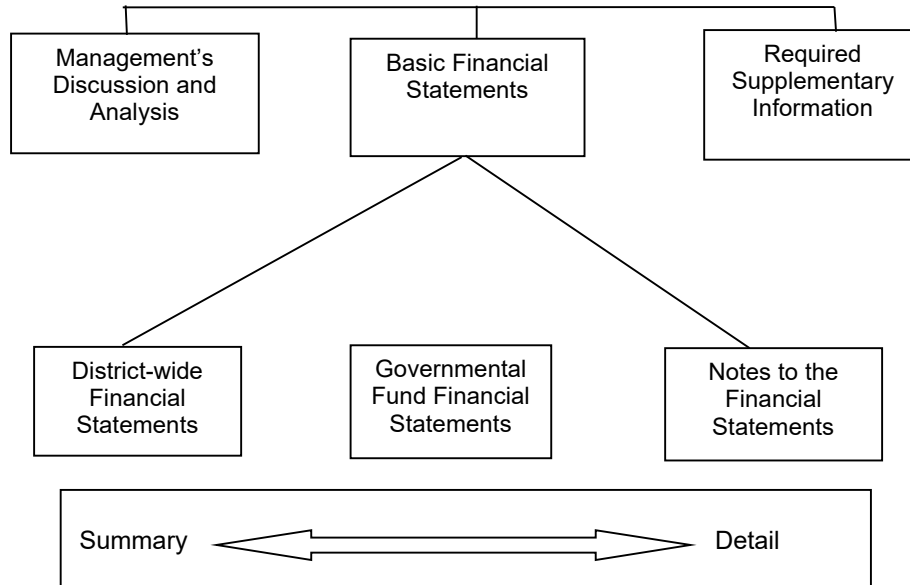 Management’s
Discussion and
Analysis
Basic Financial
Statements
Required
Supplementary
Information
District-wide
Financial
Statements
Governmental
Fund Financial
Statements
Notes to the
Financial
Statements
Summary
Detail